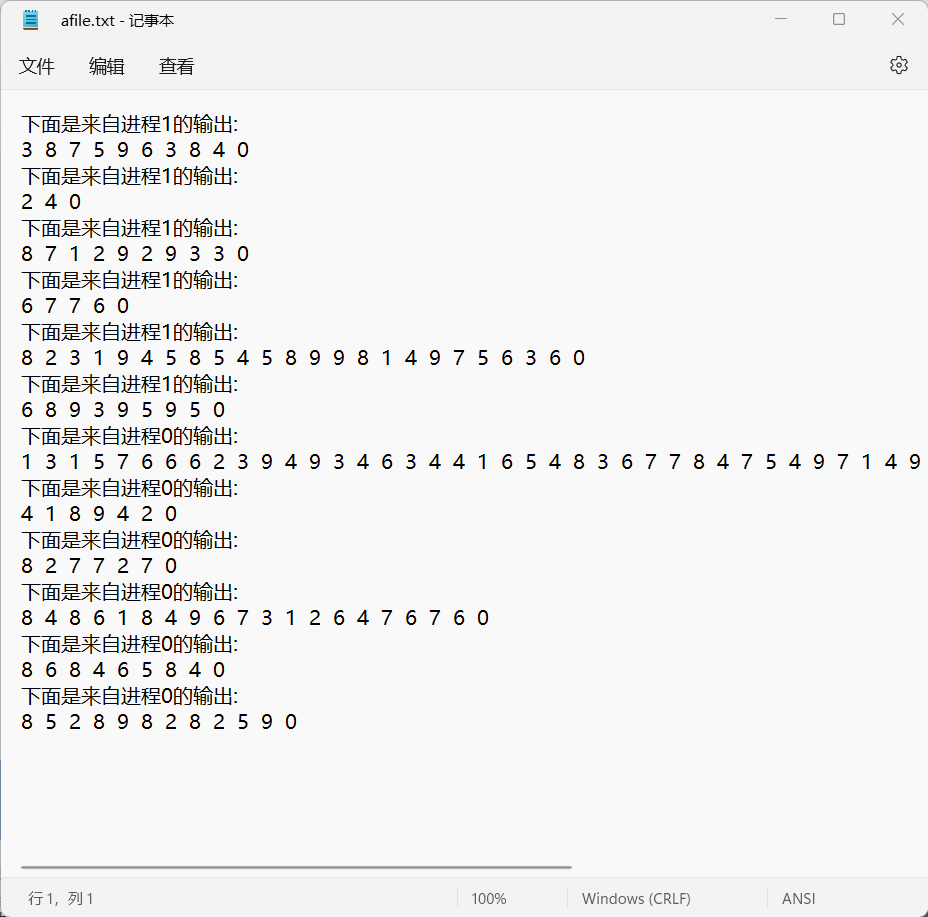 afile.txt - 记事本
文件 编辑 查看
下面是来自进程1的输出:
3 8 7 5 9 6 3 8 4 0
下面是来自进程1的输出:
2 4 0
下面是来自进程1的输出:
8 7 1 2 9 2 9 3 3 0
下面是来自进程1的输出:
6 7 7 6 0
下面是来自进程1的输出:
8 2 3 1 9 4 5 8 5 4 5 8 9 9 8 1 4 9 7 5 6 3 6 0
下面是来自进程1的输出:
6 8 9 3 9 5 9 5 0
下面是来自进程0的输出:
1 3 1 5 7 6 6 6 2 3 9 4 9 3 4 6 3 4 4 1 6 5 4 8 3 6 7 7 8 4 7 5 4 9 7 1 4 9
下面是来自进程0的输出:
4 1 8 9 4 2 0
下面是来自进程0的输出:
8 2 7 7 2 7 0
下面是来自进程0的输出:
8 4 8 6 1 8 4 9 6 7 3 1 2 6 4 7 6 7 6 0
下面是来自进程0的输出:
8 6 8 4 6 5 8 4 0
下面是来自进程0的输出:
8 5 2 8 9 8 2 8 2 5 9 0
行 1，列 1 100% Windows (CRLF) ANSI